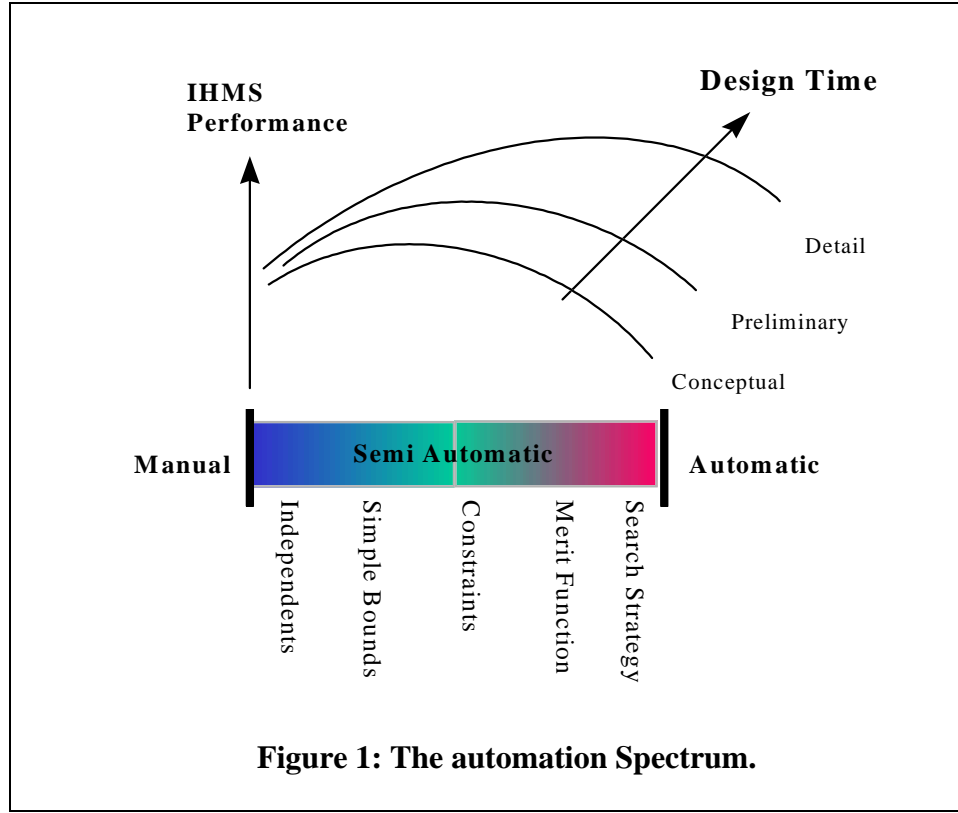 IHMS
Performance
Design Time
Detail
Preliminary
Conceptual
Manual
Semi Automatic
Automatic
Independents
Simple Bounds
Constraints
Merit Function
Search Strategy
Figure 1: The automation Spectrum.